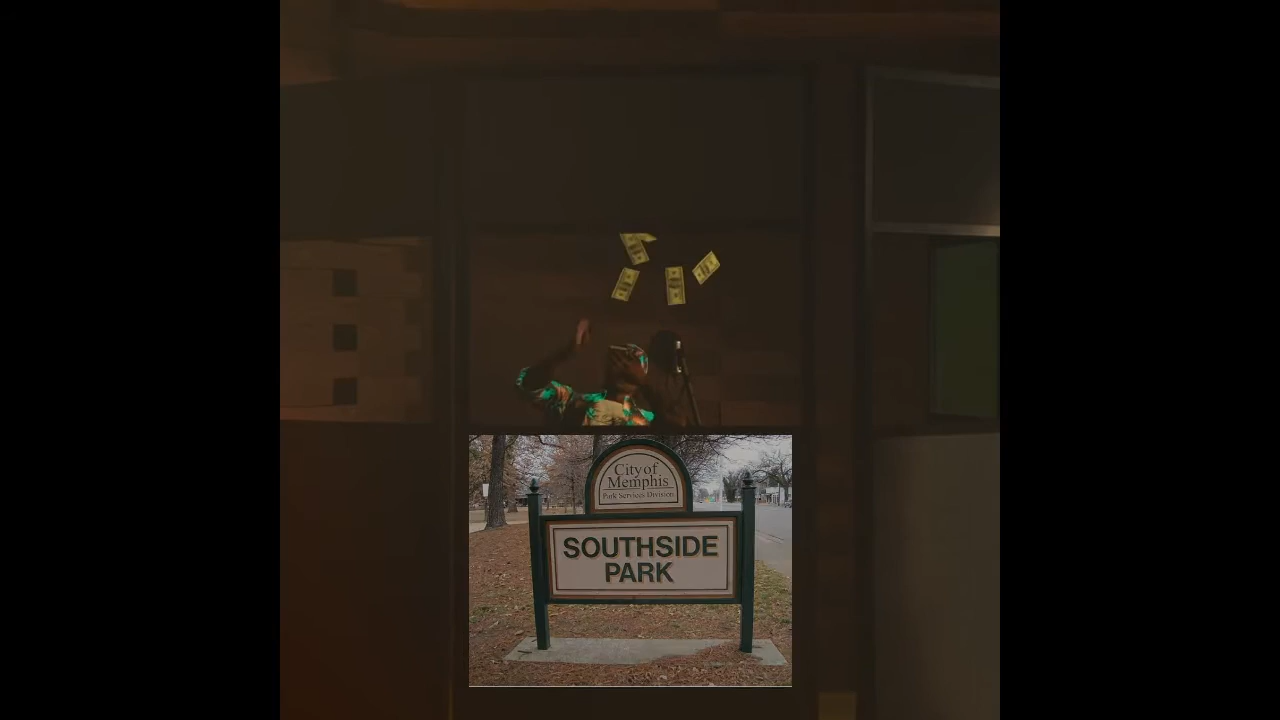 City of
Memphis
Park Services Division
SOUTHSIDE
PARK